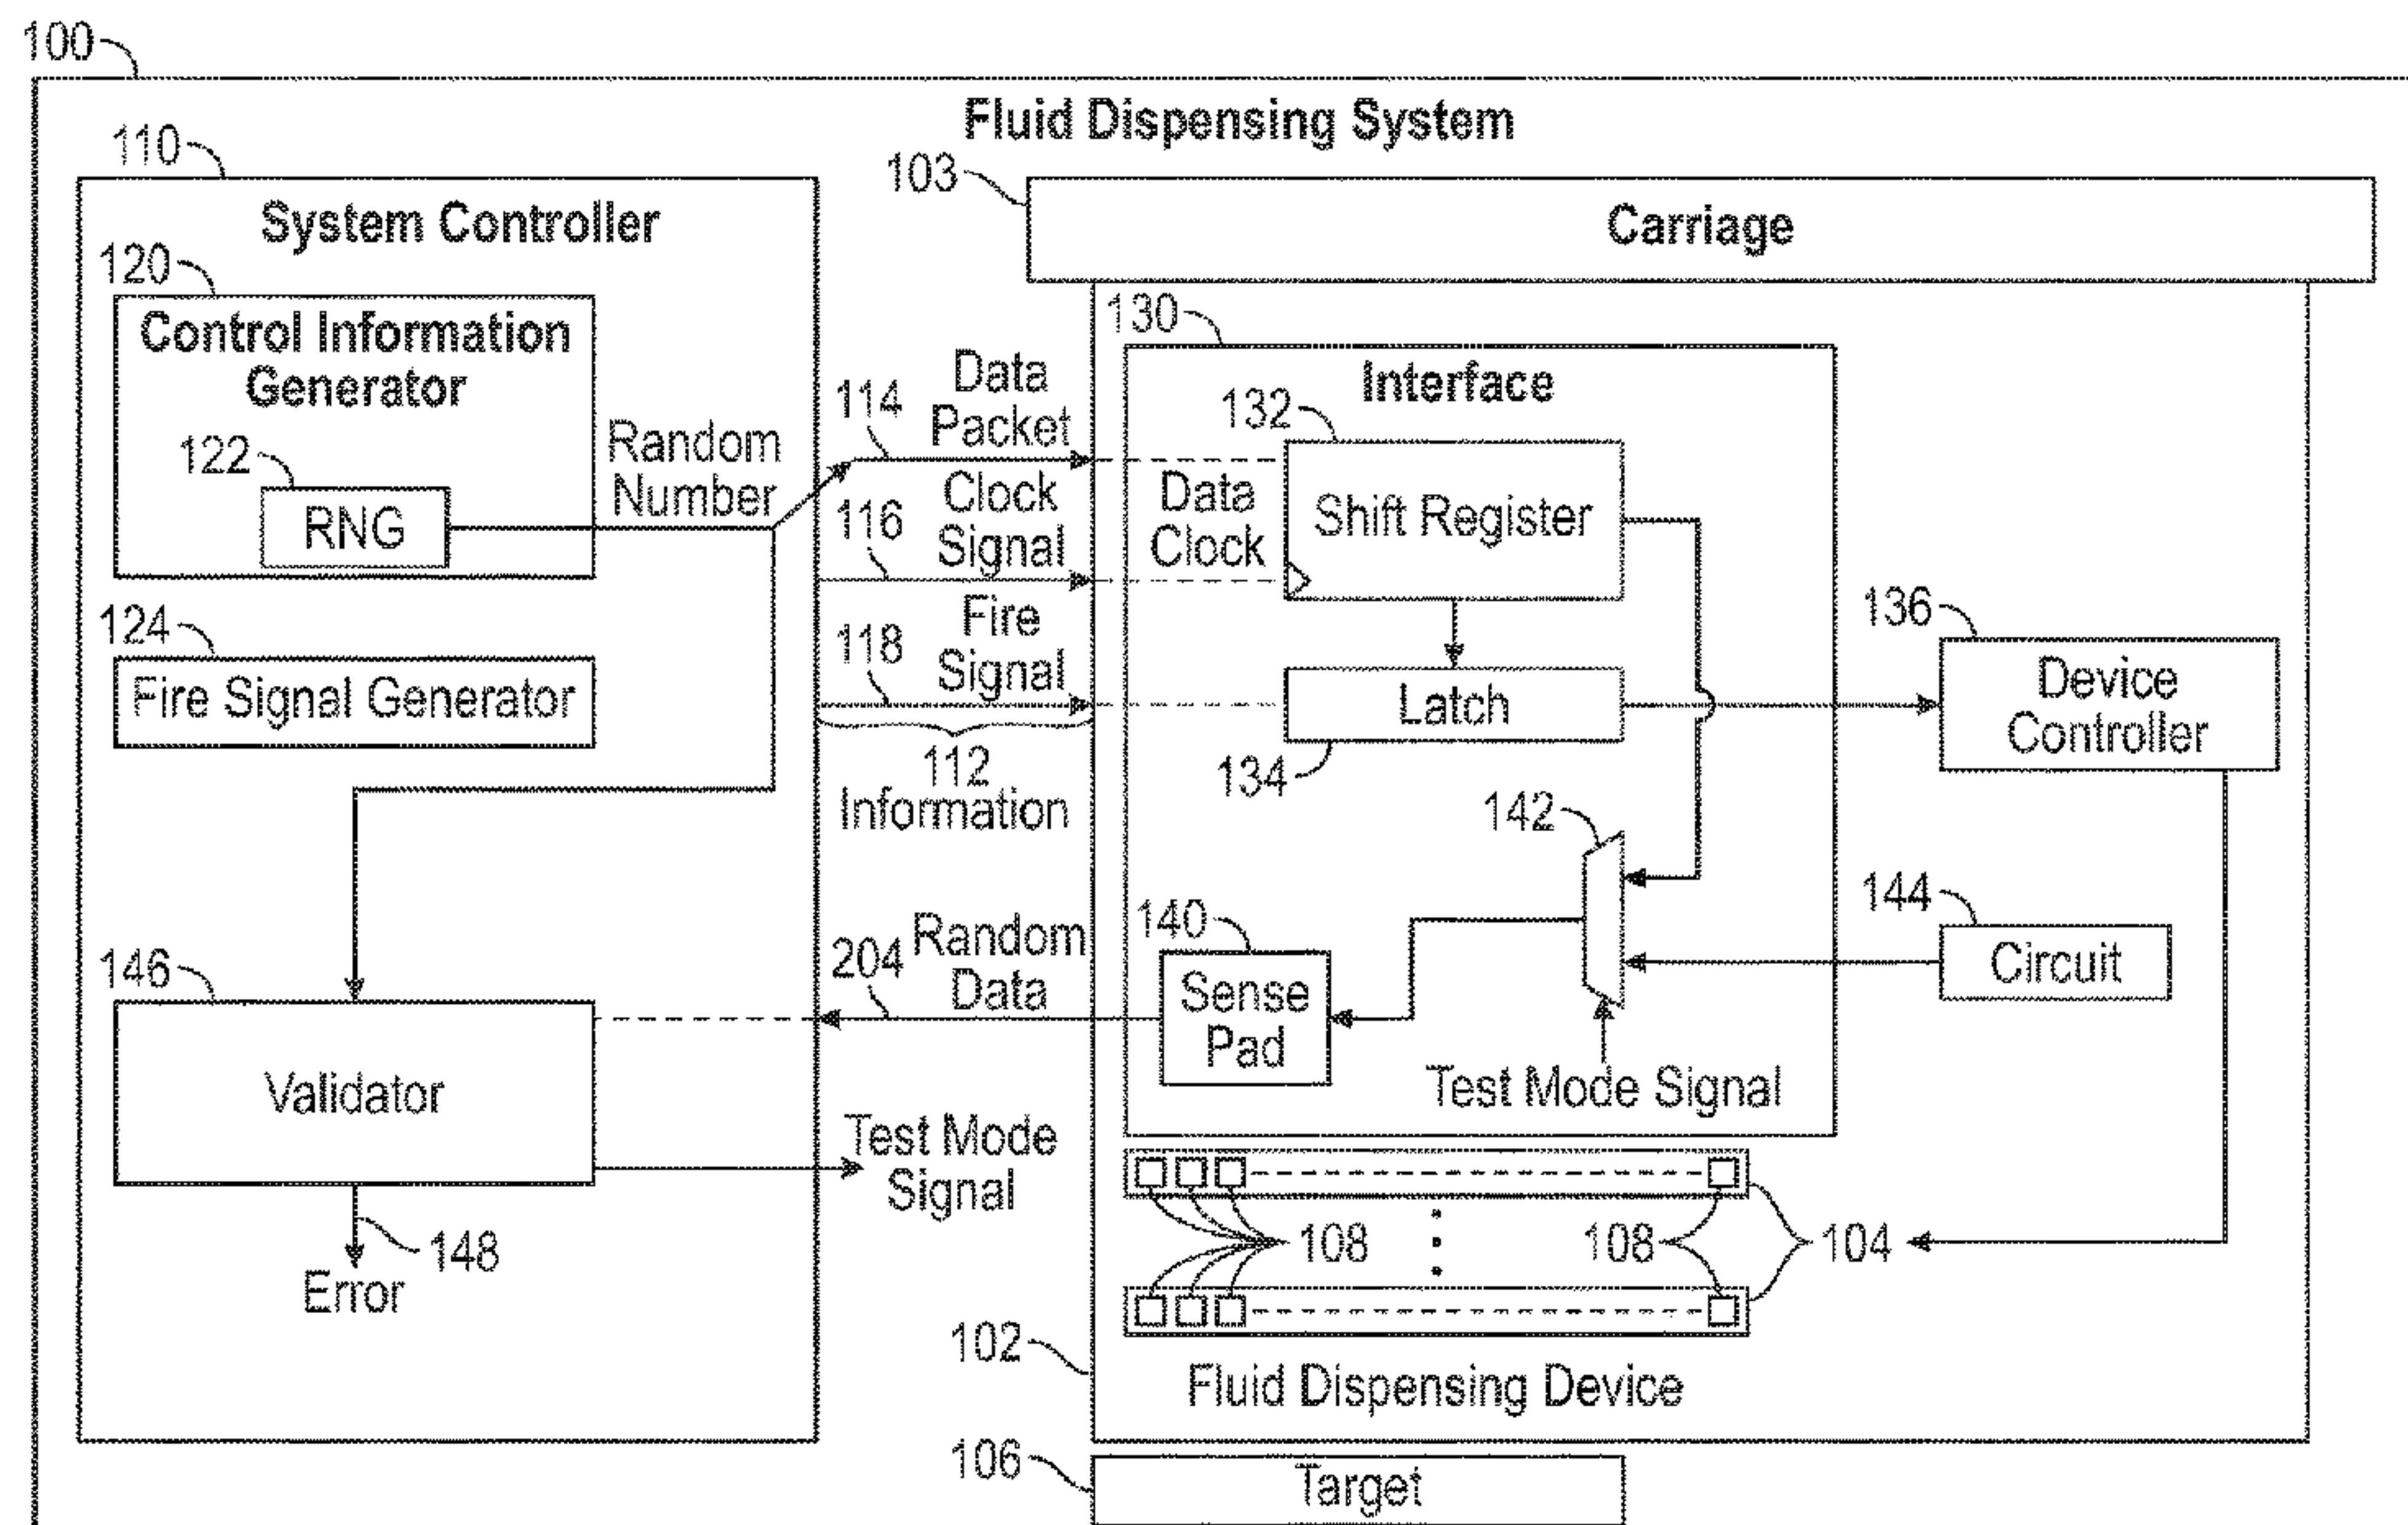 100
Fluid Dispensing System
110
System Controller
103
Carriage
120
Control Information
Generator
122
RNG
Random
Number
124
Fire Signal Generator
114
Data
Packet
116
Clock
Signal
118
Fire
Signal
112
Information
130
Interface
132
Data
Clock
Shift Register
Latch
134
136
Device
Controller
142
144
Circuit
140
Sense
Pad
Test Mode Signal
204
Random
Data
146
Validator
Test Mode
Signal
148
Error
108
108
104
102
Fluid Dispensing Device
106
Target